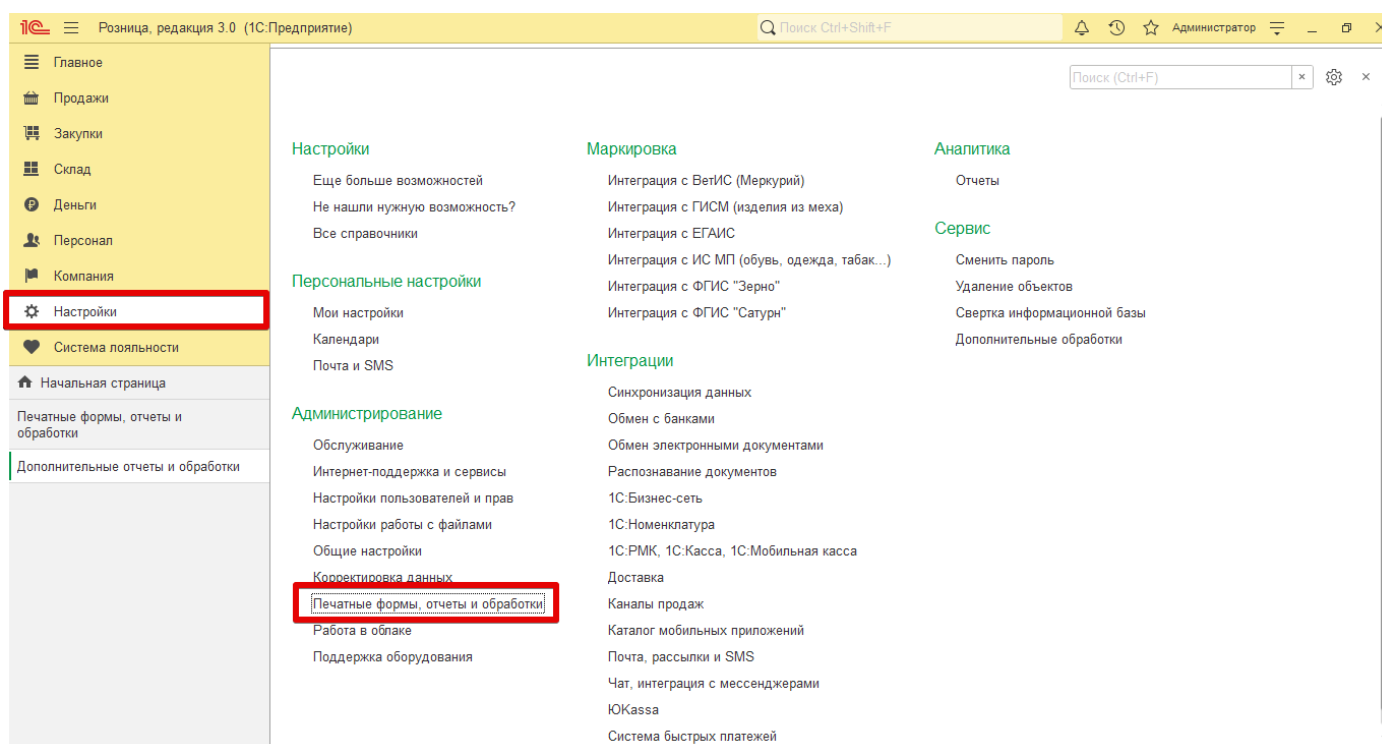 1С Розница, редакция 3.0 (1С:Предприятие)
Поиск Ctrl+Shift+F
Администратор
Главное
Продажи
Закупки
Склад
Деньги
Персонал
Компания
Настройки
Система лояльности
Начальная страница
Печатные формы, отчеты и
обработки
Дополнительные отчеты и обработки
Поиск (Ctrl+F)
Настройки
Еще больше возможностей
Не нашли нужную возможность?
Все справочники
Персональные настройки
Мои настройки
Календари
Почта и SMS
Администрирование
Обслуживание
Интернет-поддержка и сервисы
Настройки пользователей и прав
Настройки работы с файлами
Общие настройки
Корректировка данных
Печатные формы, отчеты и обработки
Работа в облаке
Поддержка оборудования
Маркировка
Интеграция с ВетИС (Меркурий)
Интеграция с ГИСМ (изделия из меха)
Интеграция с ЕГАИС
Интеграция с ИС МП (обувь, одежда, табак...)
Интеграция с ФГИС "Зерно"
Интеграция с ФГИС "Сатурн"
Интеграции
Синхронизация данных
Обмен с банками
Обмен электронными документами
Распознавание документов
1С:Бизнес-сеть
1С:Номенклатура
1С:РМК, 1С:Касса, 1С:Мобильная касса
Доставка
Каналы продаж
Каталог мобильных приложений
Почта, рассылки и SMS
Чат, интеграция с мессенджерами
ЮKassa
Система быстрых платежей
Аналитика
Отчеты
Сервис
Сменить пароль
Удаление объектов
Свертка информационной базы
Дополнительные обработки